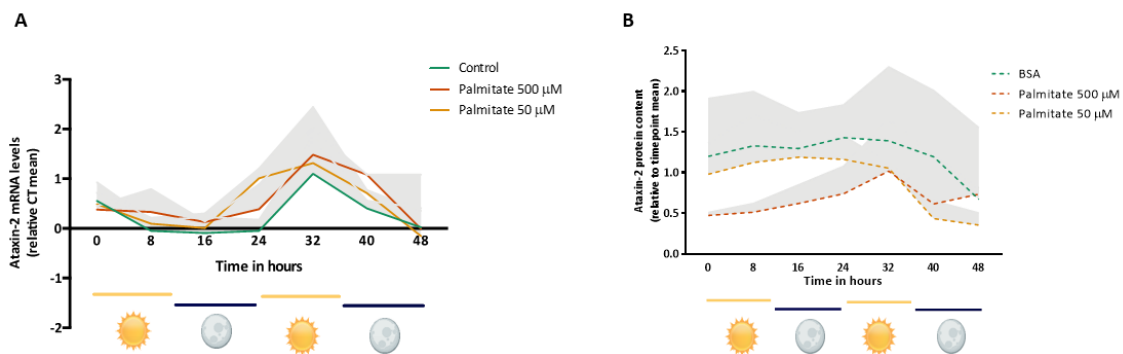 A
Control
Palmitate 500 μM
Palmitate 50 μM
Ataxin-2 mRNA levels
(relative CT mean)
3
2
1
0
-1
-2
0 8 16 24 32 40 48
Time in hours
B
BSA
Palmitate 500 μM
Palmitate 50 μM
Ataxin-2 protein content
(relative to timepoint mean)
2.5
2.0
1.5
1.0
0.5
0.0
0 8 16 24 32 40 48
Time in hours